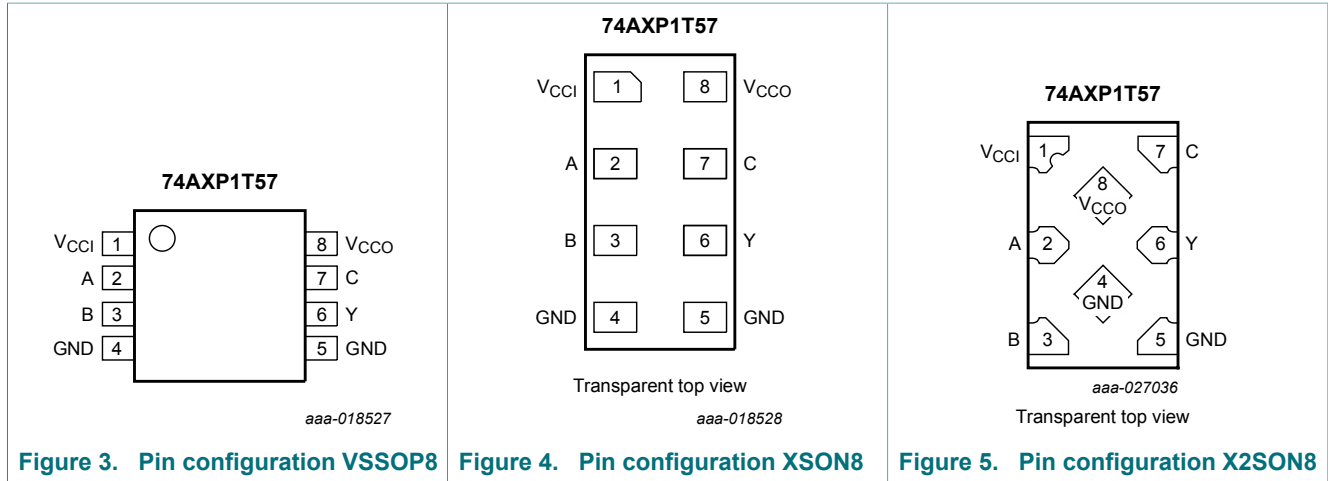 74AXP1T57
VCCI 1 8 VCCO
A 2 7 C
B 3 6 Y
GND 4 5 GND
aaa-018527
Figure 3. Pin configuration VSSOP8
74AXP1T57
VCCI 1 8 VCCO
A 2 7 C
B 3 6 Y
GND 4 5 GND
Transparent top view
aaa-018528
Figure 4. Pin configuration XSON8
74AXP1T57
VCCI 1 7 C
8
VCCO
A 2 6 Y
4
GND
B 3 5 GND
aaa-027036
Transparent top view
Figure 5. Pin configuration X2SON8